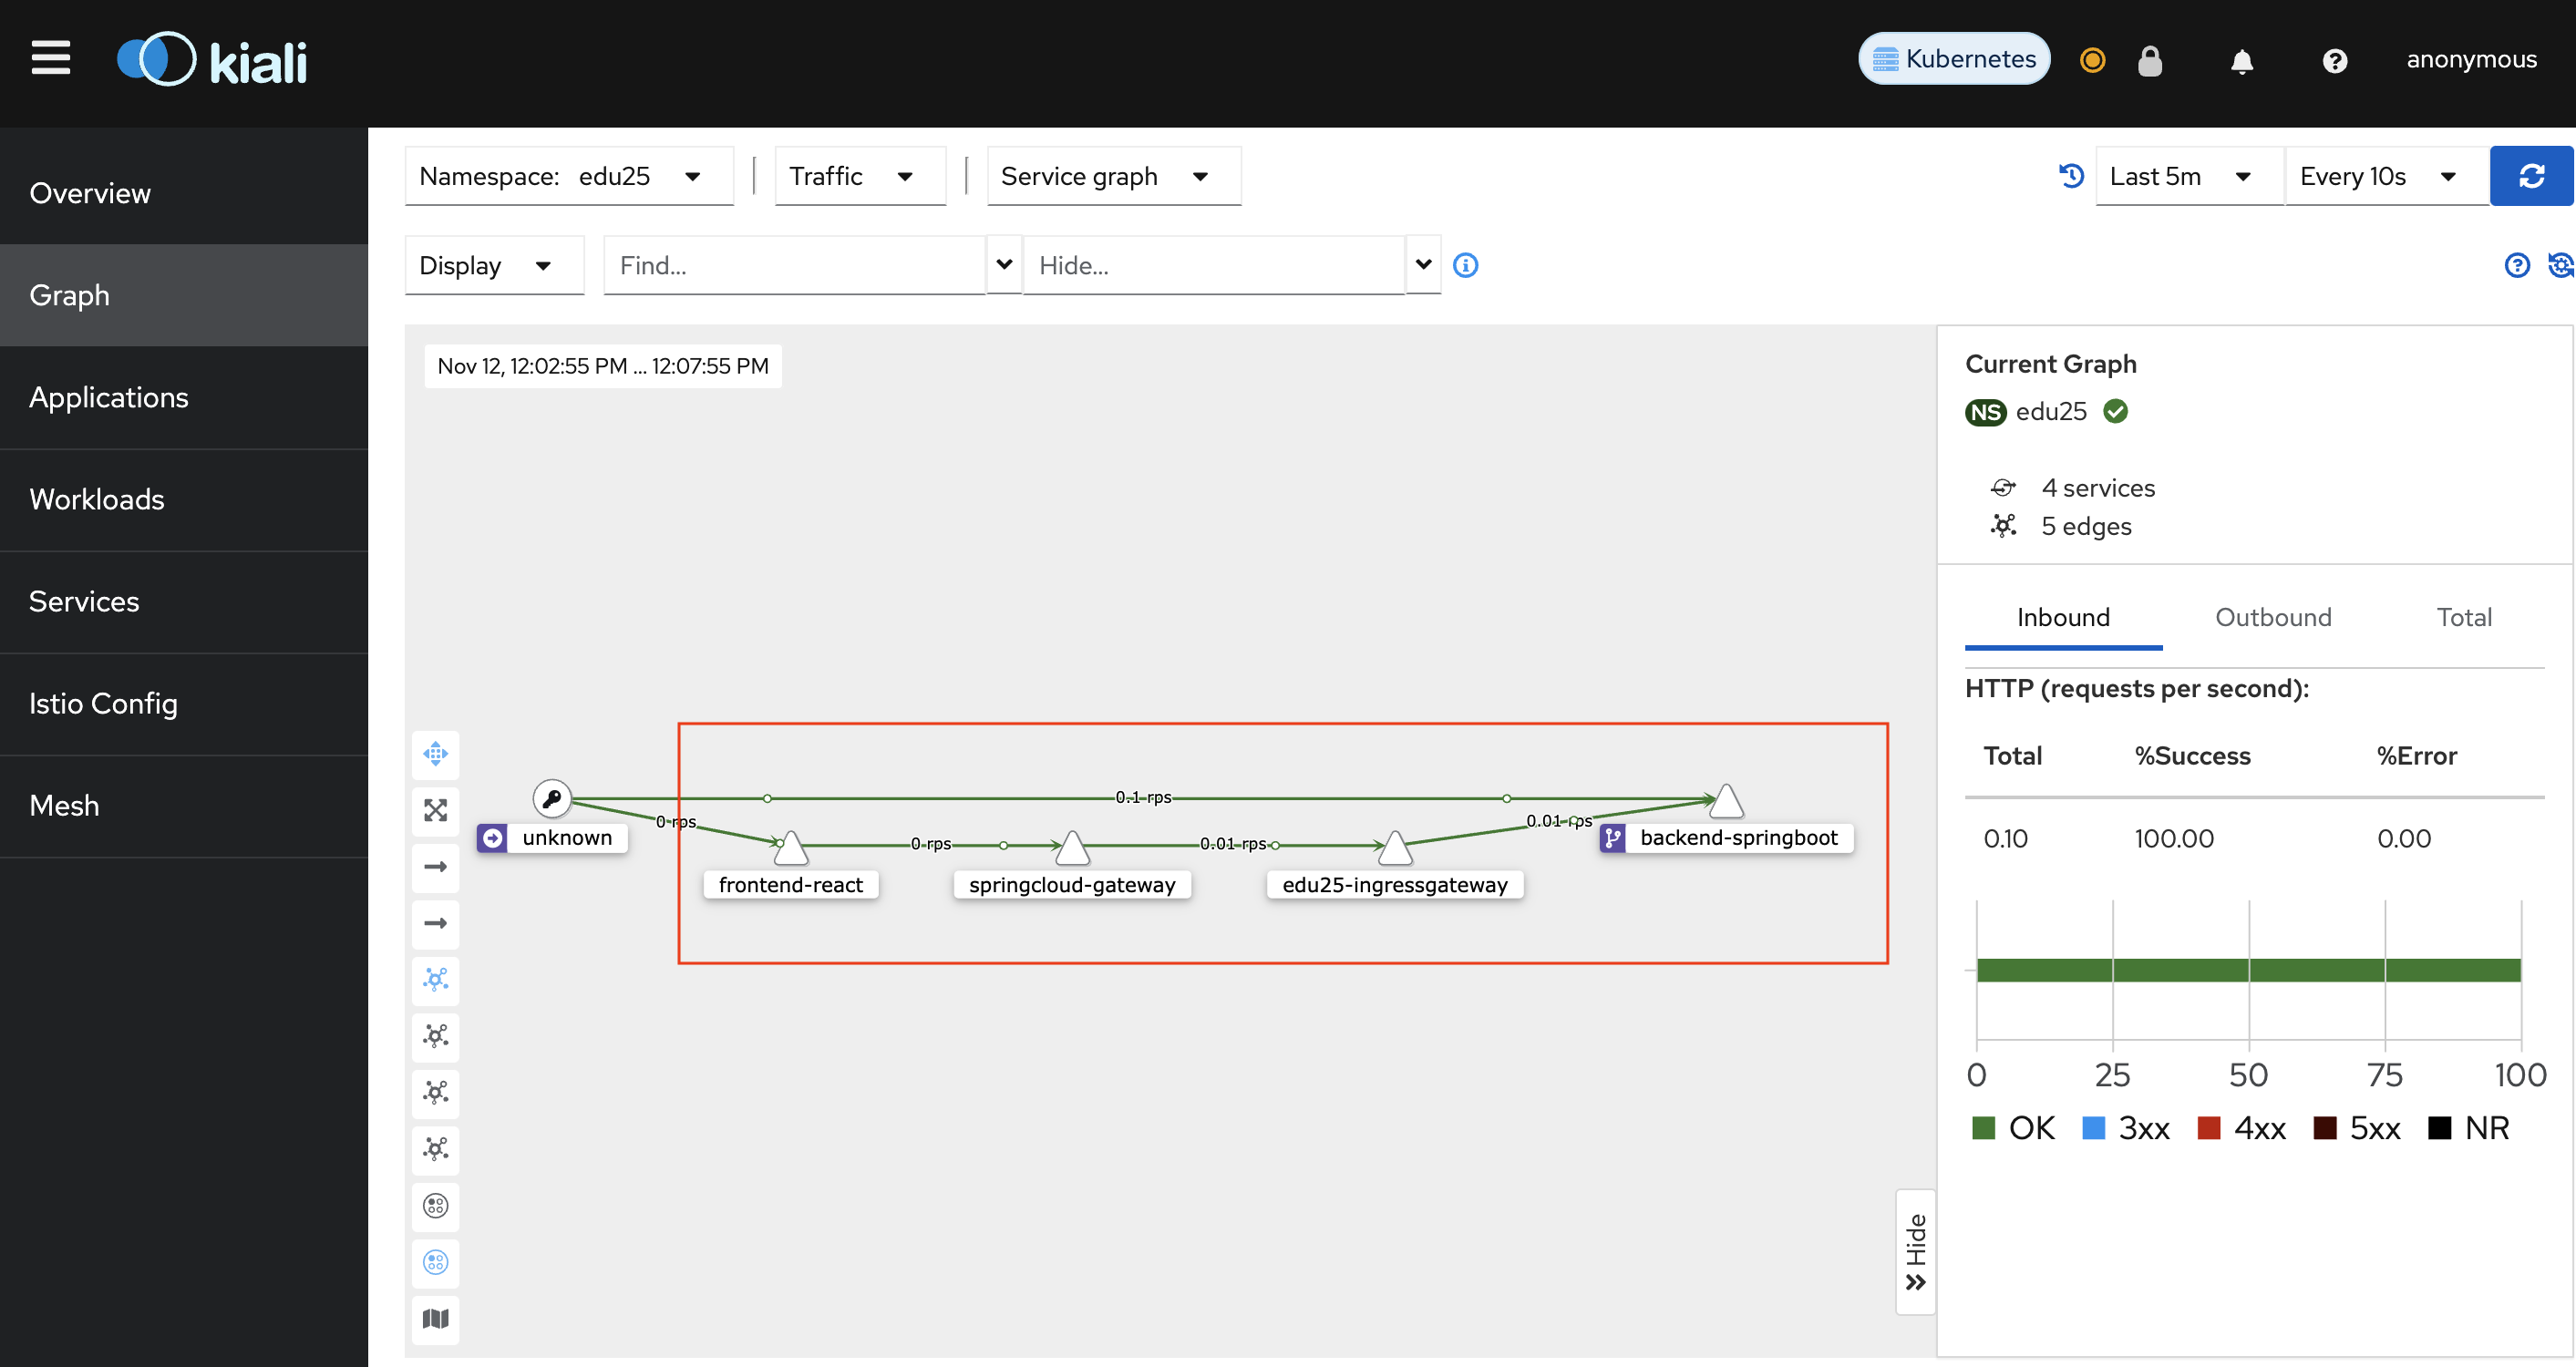 kiali
Kubernetes
anonymous
Overview
Graph
Applications
Workloads
Services
Istio Config
Mesh
Namespace: edu25
Traffic
Service graph
Last 5m
Every 10s
Display
Find...
Hide...
Nov 12, 12:02:55 PM ... 12:07:55 PM
0.1 rps
0 rps
0.01 rps
unknown
backend-springboot
0 rps
0.01 rps
frontend-react
springcloud-gateway
edu25-ingressgateway
Hide
Current Graph
NS edu25
4 services
5 edges
Inbound Outbound Total
HTTP (requests per second):
Total %Success %Error
0.10 100.00 0.00
0 25 50 75 100
OK 3xx 4xx 5xx NR